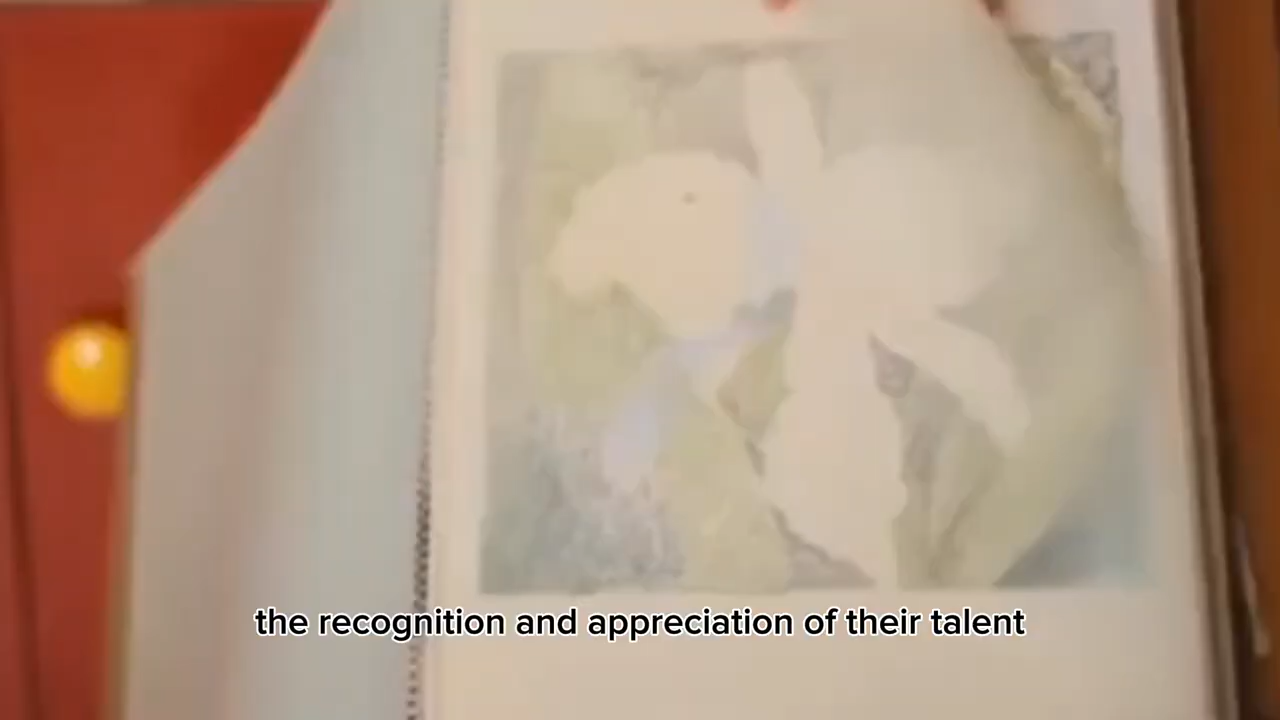 the recognition and appreciation of their talent